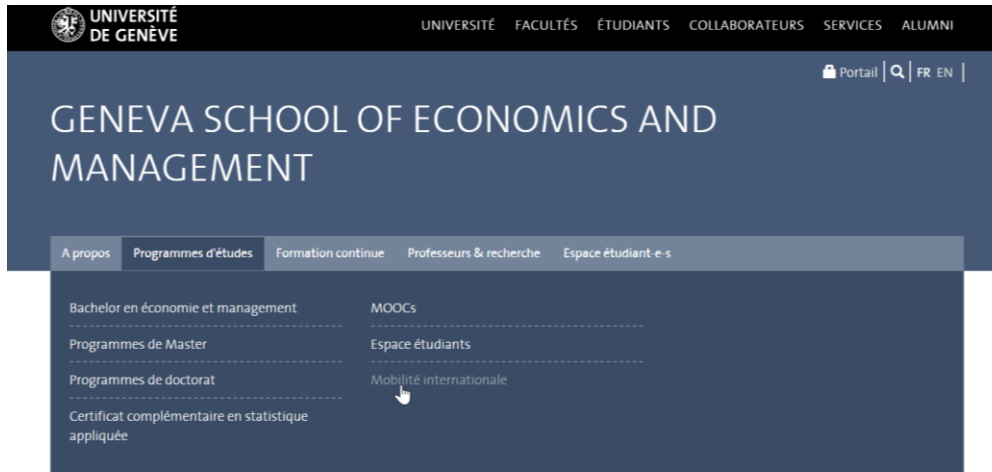 UNIVERSITÉ
DE GENÈVE
UNIVERSITÉ FACULTÉS ÉTUDIANTS COLLABORATEURS SERVICES ALUMNI
Portail FR EN
GENEVA SCHOOL OF ECONOMICS AND
MANAGEMENT
A propos Programmes d'études Formation continue Professeurs & recherche Espace étudiant-e-s
Bachelor en économie et management MOOCs
Programmes de Master Espace étudiants
Programmes de doctorat Mobilité internationale
Certificat complémentaire en statistique
appliquée